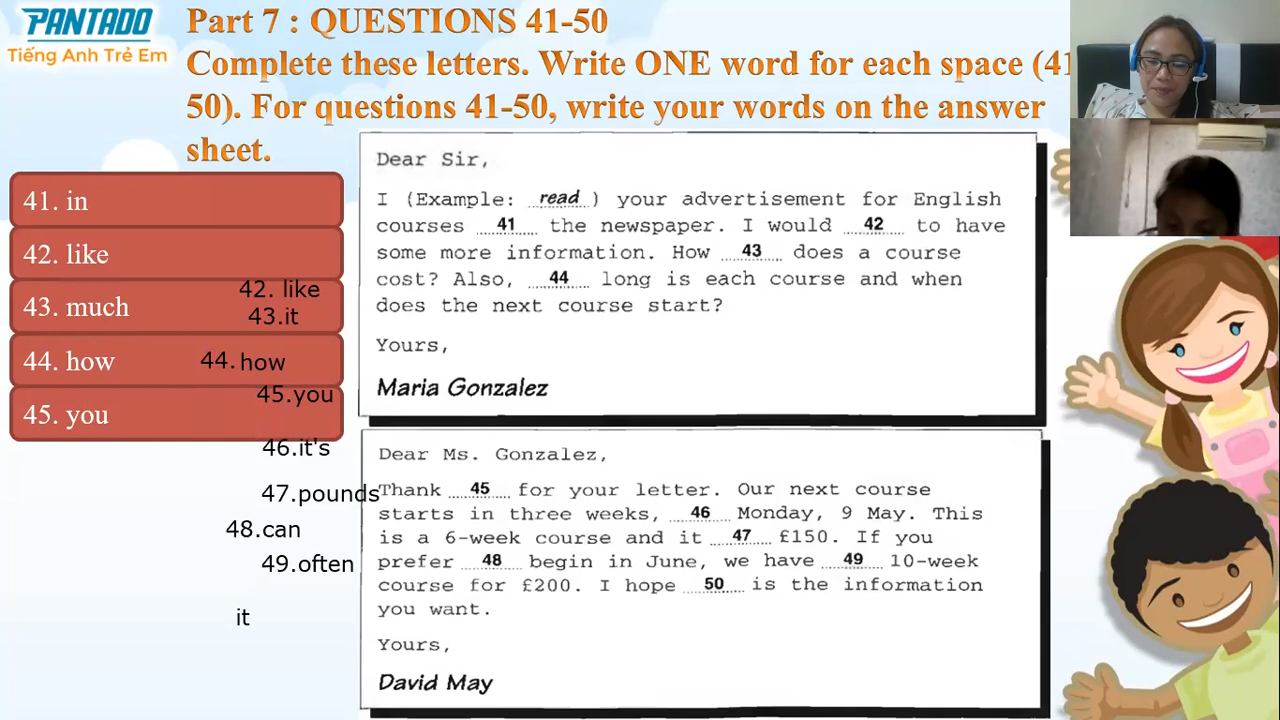 PANTADO
Tiếng Anh Trẻ Em
Part 7 : QUESTIONS 41-50
Complete these letters. Write ONE word for each space (41
50). For questions 41-50, write your words on the answer
sheet.
41. in
42. like
43. much
44. how
45. you
42. like
43.it
44.how
45.you
46.it's
47.pounds
48.can
49.often
it
Dear Sir,
I (Example: read ) your advertisement for English
courses 41 the newspaper. I would 42 to have
some more information. How 43 does a course
cost? Also, 44 long is each course and when
does the next course start?
Yours,
Maria Gonzalez
Dear Ms. Gonzalez,
Thank 45 for your letter. Our next course
starts in three weeks, 46 Monday, 9 May. This
is a 6-week course and it 47 £150. If you
prefer 48 begin in June, we have 49 10-week
course for £200. I hope 50 is the information
you want.
Yours,
David May